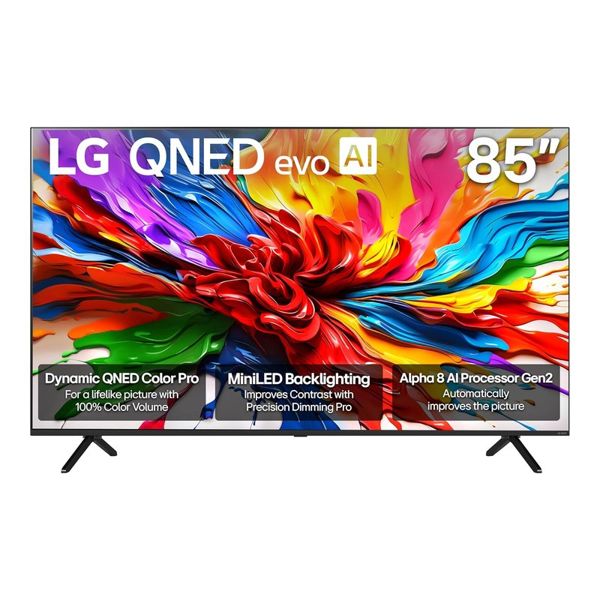 LG QNED evo AI
85"
Dynamic QNED Color Pro
For a lifelike picture with
100% Color Volume
MiniLED Backlighting
Improves Contrast with
Precision Dimming Pro
Alpha 8 AI Processor Gen2
Automatically
improves the picture